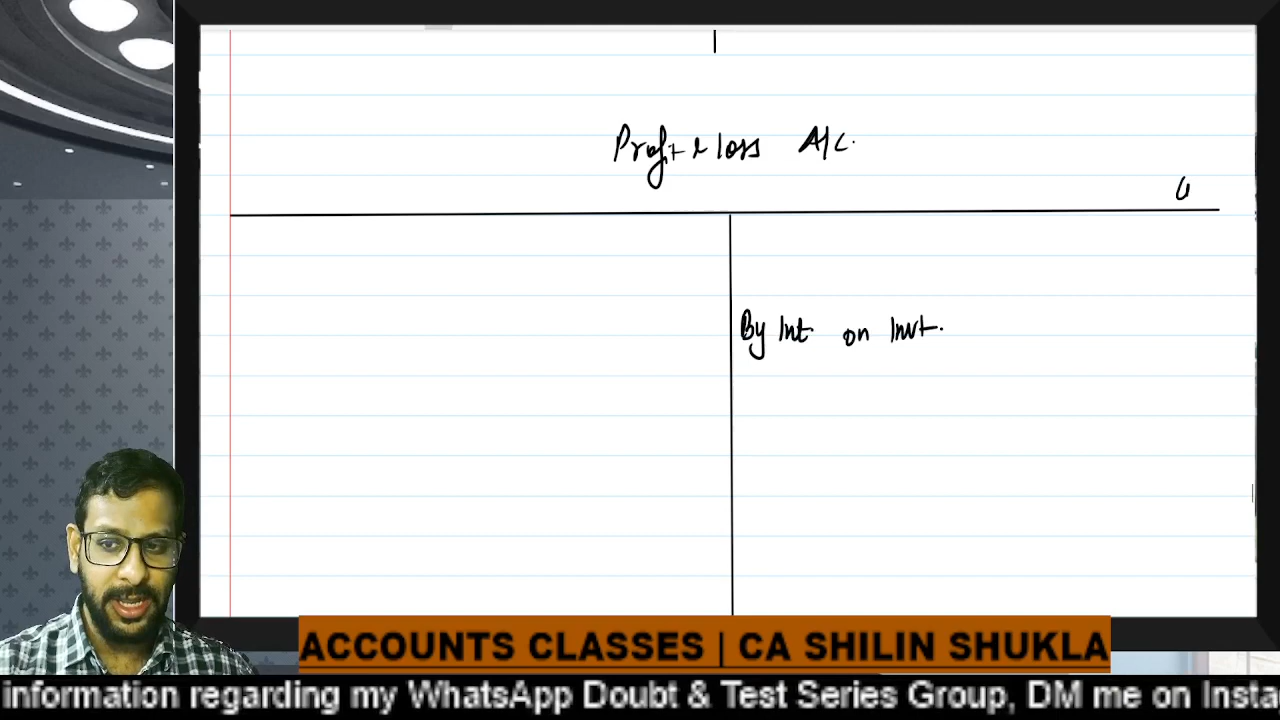 Profit & loss A/C.
By Int on Invt.
ACCOUNTS CLASSES | CA SHILIN SHUKLA
information regarding my WhatsApp Doubt & Test Series Group, DM me on Insta